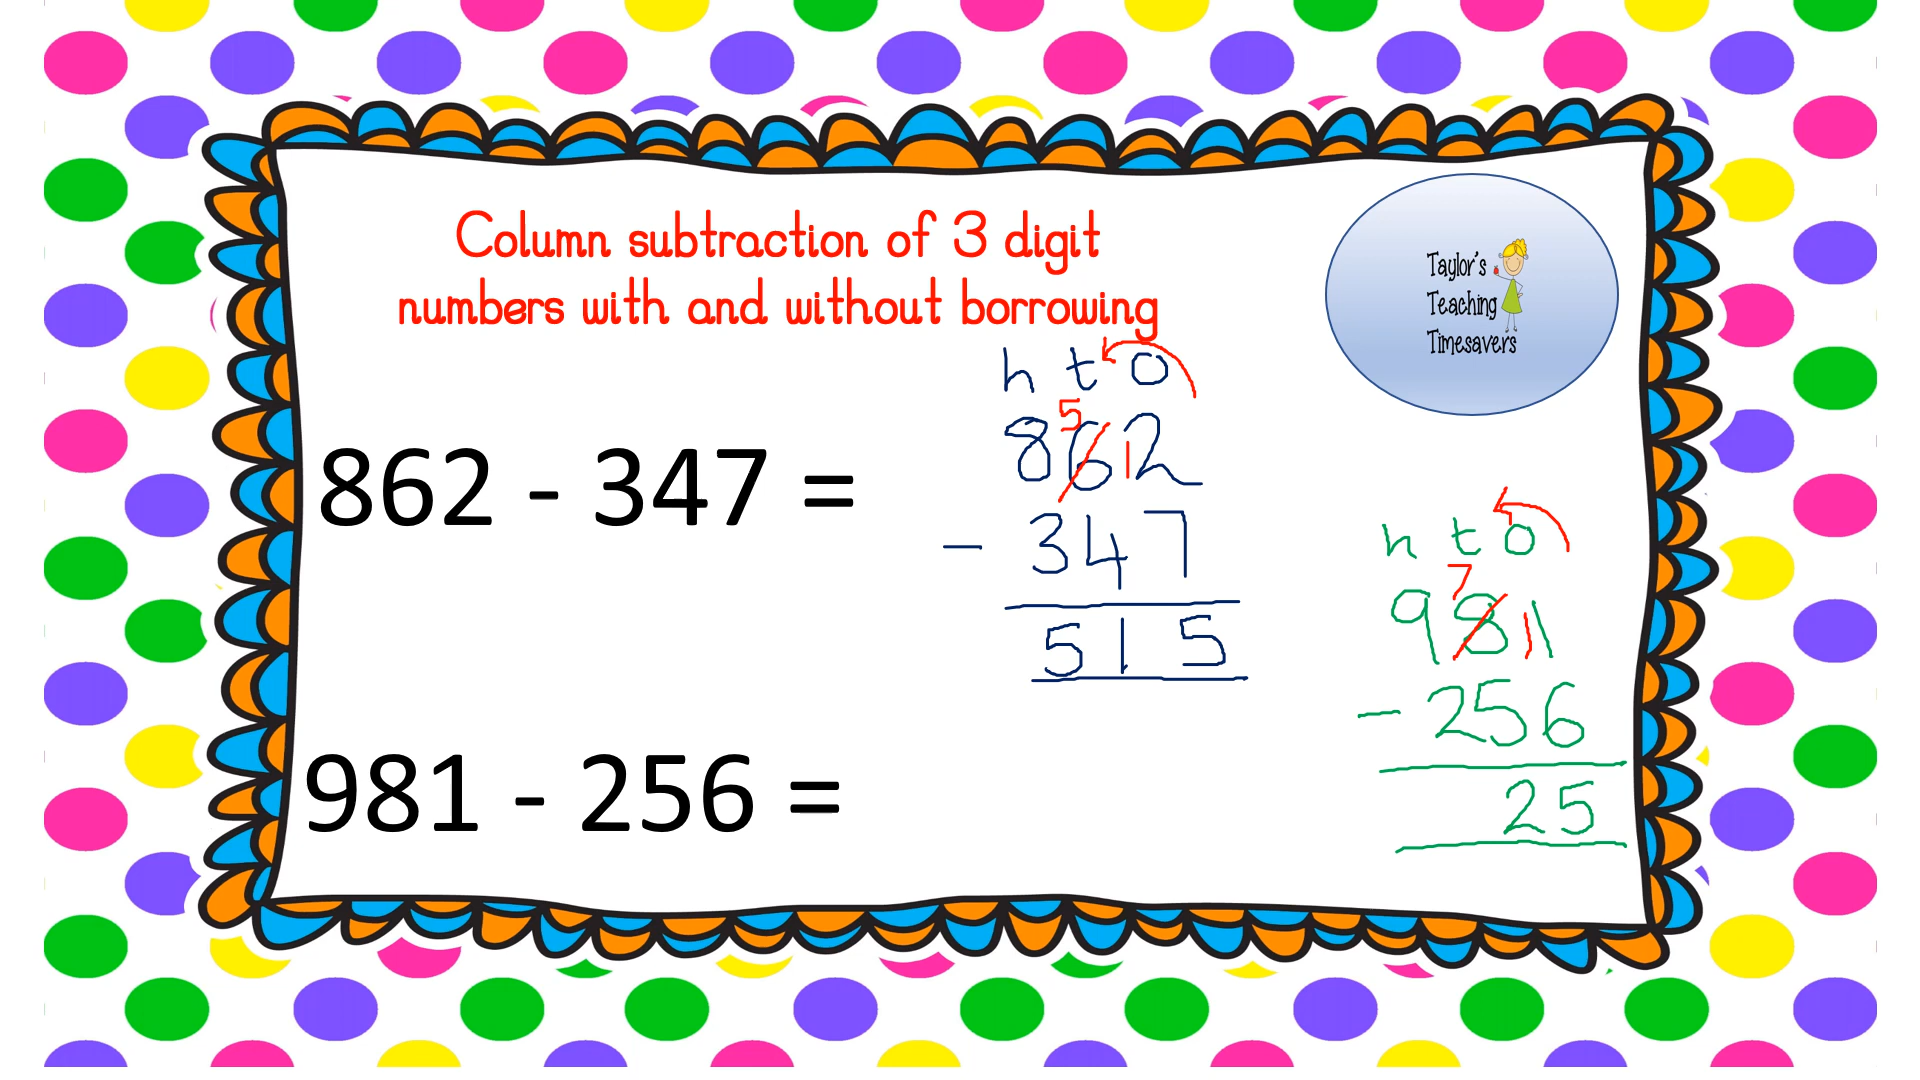 Column subtraction of 3 digit
numbers with and without borrowing
Taylor's
Teaching
Timesavers
862 - 347 =
h t o
5
8 6 12
- 3 4 7
5 1 5
981 - 256 =
h t o
7
9 8 11
- 2 5 6
2 5